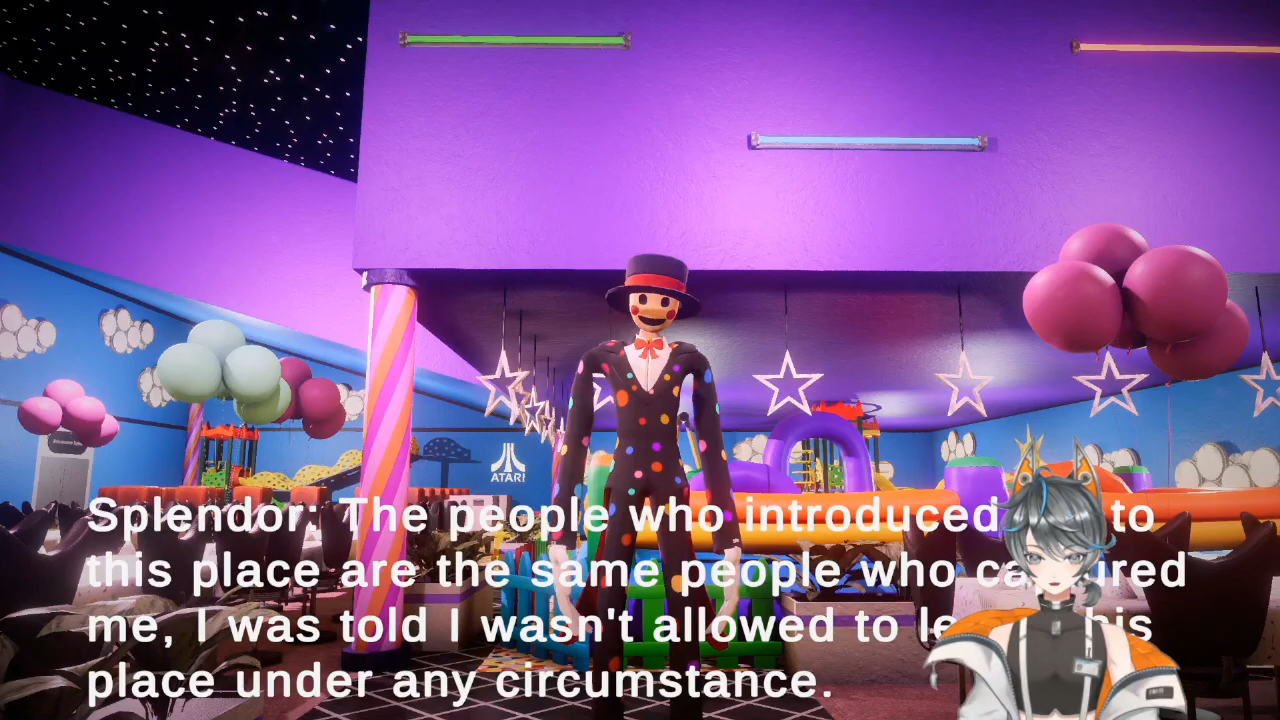 ATARI
Splendor: The people who introduced to
this place are the same people who
me, I was told I wasn't allowed to
place under any circumstance.